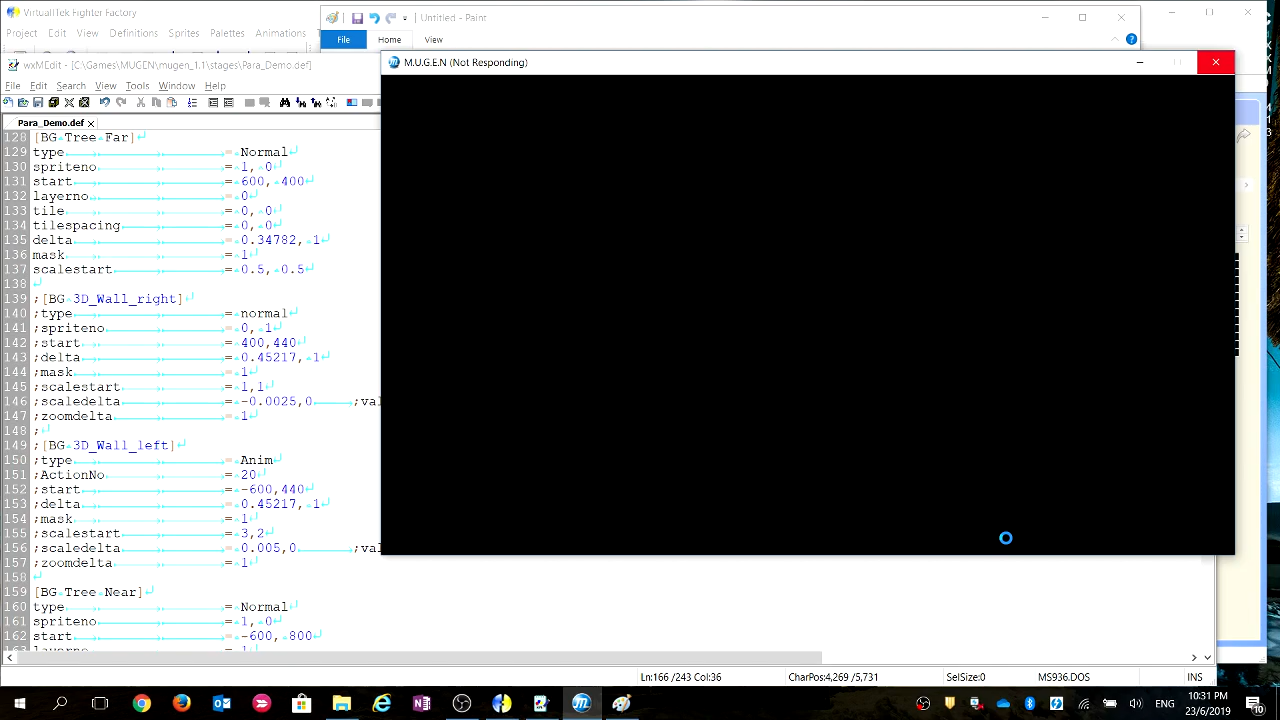 VirtualTek Fighter Factory
Project Edit View Definitions Sprites Palettes Animations
Untitled - Paint
File Home View
wxMEdit - [C:\Games\MUGEN\mugen_1.1\stages\Para_Demo.def]
File Edit Search View Tools Window Help
M.U.G.E.N (Not Responding)
Para_Demo.def
128 [BG Tree Far]
129 type = Normal
130 spriteno = 1, 0
131 start = 600, 400
132 layerno = 0
133 tile = 0, 0
134 tilespacing = 0, 0
135 delta = 0.34782, 1
136 mask = 1
137 scalestart = 0.5, 0.5
138
139 ;[BG 3D_Wall_right]
140 ;type = normal
141 ;spriteno = 0, 1
142 ;start = 400,440
143 ;delta = 0.45217, 1
144 ;mask = 1
145 ;scalestart = 1,1
146 ;scaledelta = -0.0025,0 ;val
147 ;zoomdelta = 1
148 ;
149 ;[BG 3D_Wall_left]
150 ;type = Anim
151 ;ActionNo = 20
152 ;start = -600,440
153 ;delta = 0.45217, 1
154 ;mask = 1
155 ;scalestart = 3,2
156 ;scaledelta = 0.005,0 ;val
157 ;zoomdelta = 1
158
159 [BG Tree Near]
160 type = Normal
161 spriteno = 1, 0
162 start = -600, 800
163 layerno = 1
Ln:166 /243 Col:36 CharPos:4,269 /5,731 SelSize:0 MS936.DOS INS
10:31 PM
23/6/2019
10